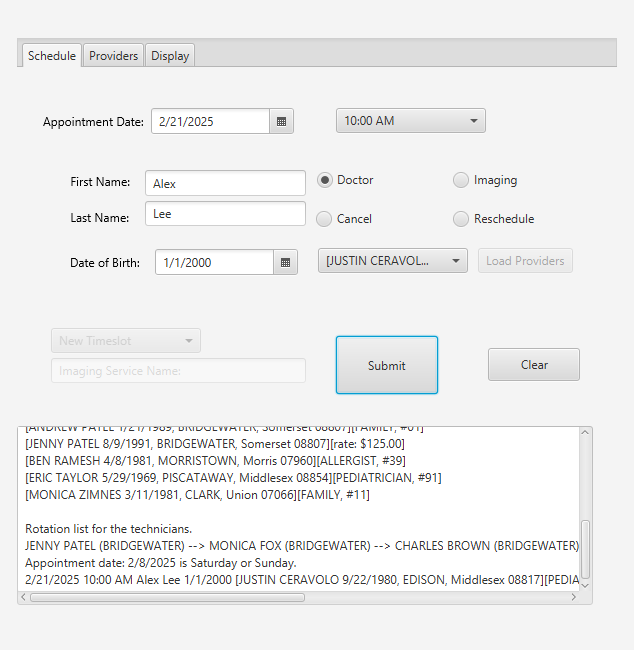 Schedule Providers Display
Appointment Date: 2/21/2025 10:00 AM
First Name: Alex Doctor Imaging
Last Name: Lee Cancel Reschedule
Date of Birth: 1/1/2000 [JUSTIN CERAVOL... Load Providers
New Timeslot
Imaging Service Name:
Submit Clear
[ANDREW PATEL 1/21/1989, BRIDGEWATER, Somerset 08807][FAMILY, #01]
[JENNY PATEL 8/9/1991, BRIDGEWATER, Somerset 08807][rate: $125.00]
[BEN RAMESH 4/8/1981, MORRISTOWN, Morris 07960][ALLERGIST, #39]
[ERIC TAYLOR 5/29/1969, PISCATAWAY, Middlesex 08854][PEDIATRICIAN, #91]
[MONICA ZIMNES 3/11/1981, CLARK, Union 07066][FAMILY, #11]
Rotation list for the technicians.
JENNY PATEL (BRIDGEWATER) --> MONICA FOX (BRIDGEWATER) --> CHARLES BROWN (BRIDGEWATER)
Appointment date: 2/8/2025 is Saturday or Sunday.
2/21/2025 10:00 AM Alex Lee 1/1/2000 [JUSTIN CERAVOLO 9/22/1980, EDISON, Middlesex 08817][PEDIA